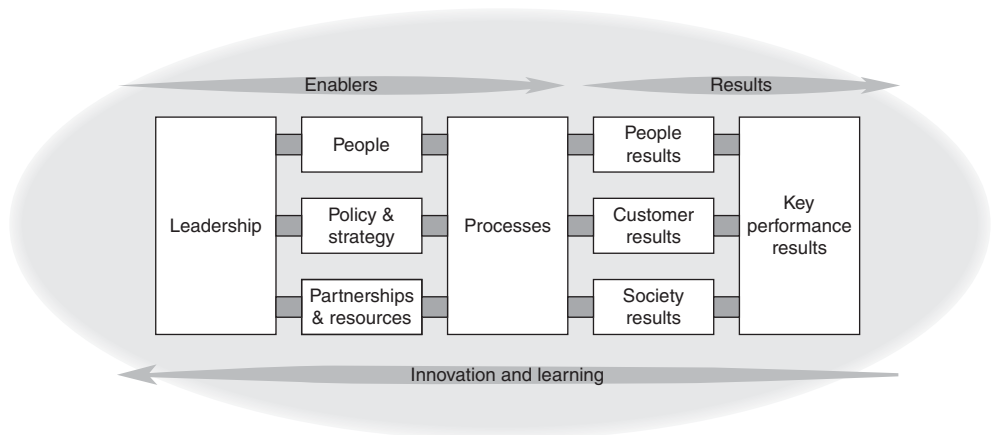 Enablers
Results
Leadership
People
Policy &
strategy
Partnerships
& resources
Processes
People
results
Customer
results
Society
results
Key
performance
results
Innovation and learning